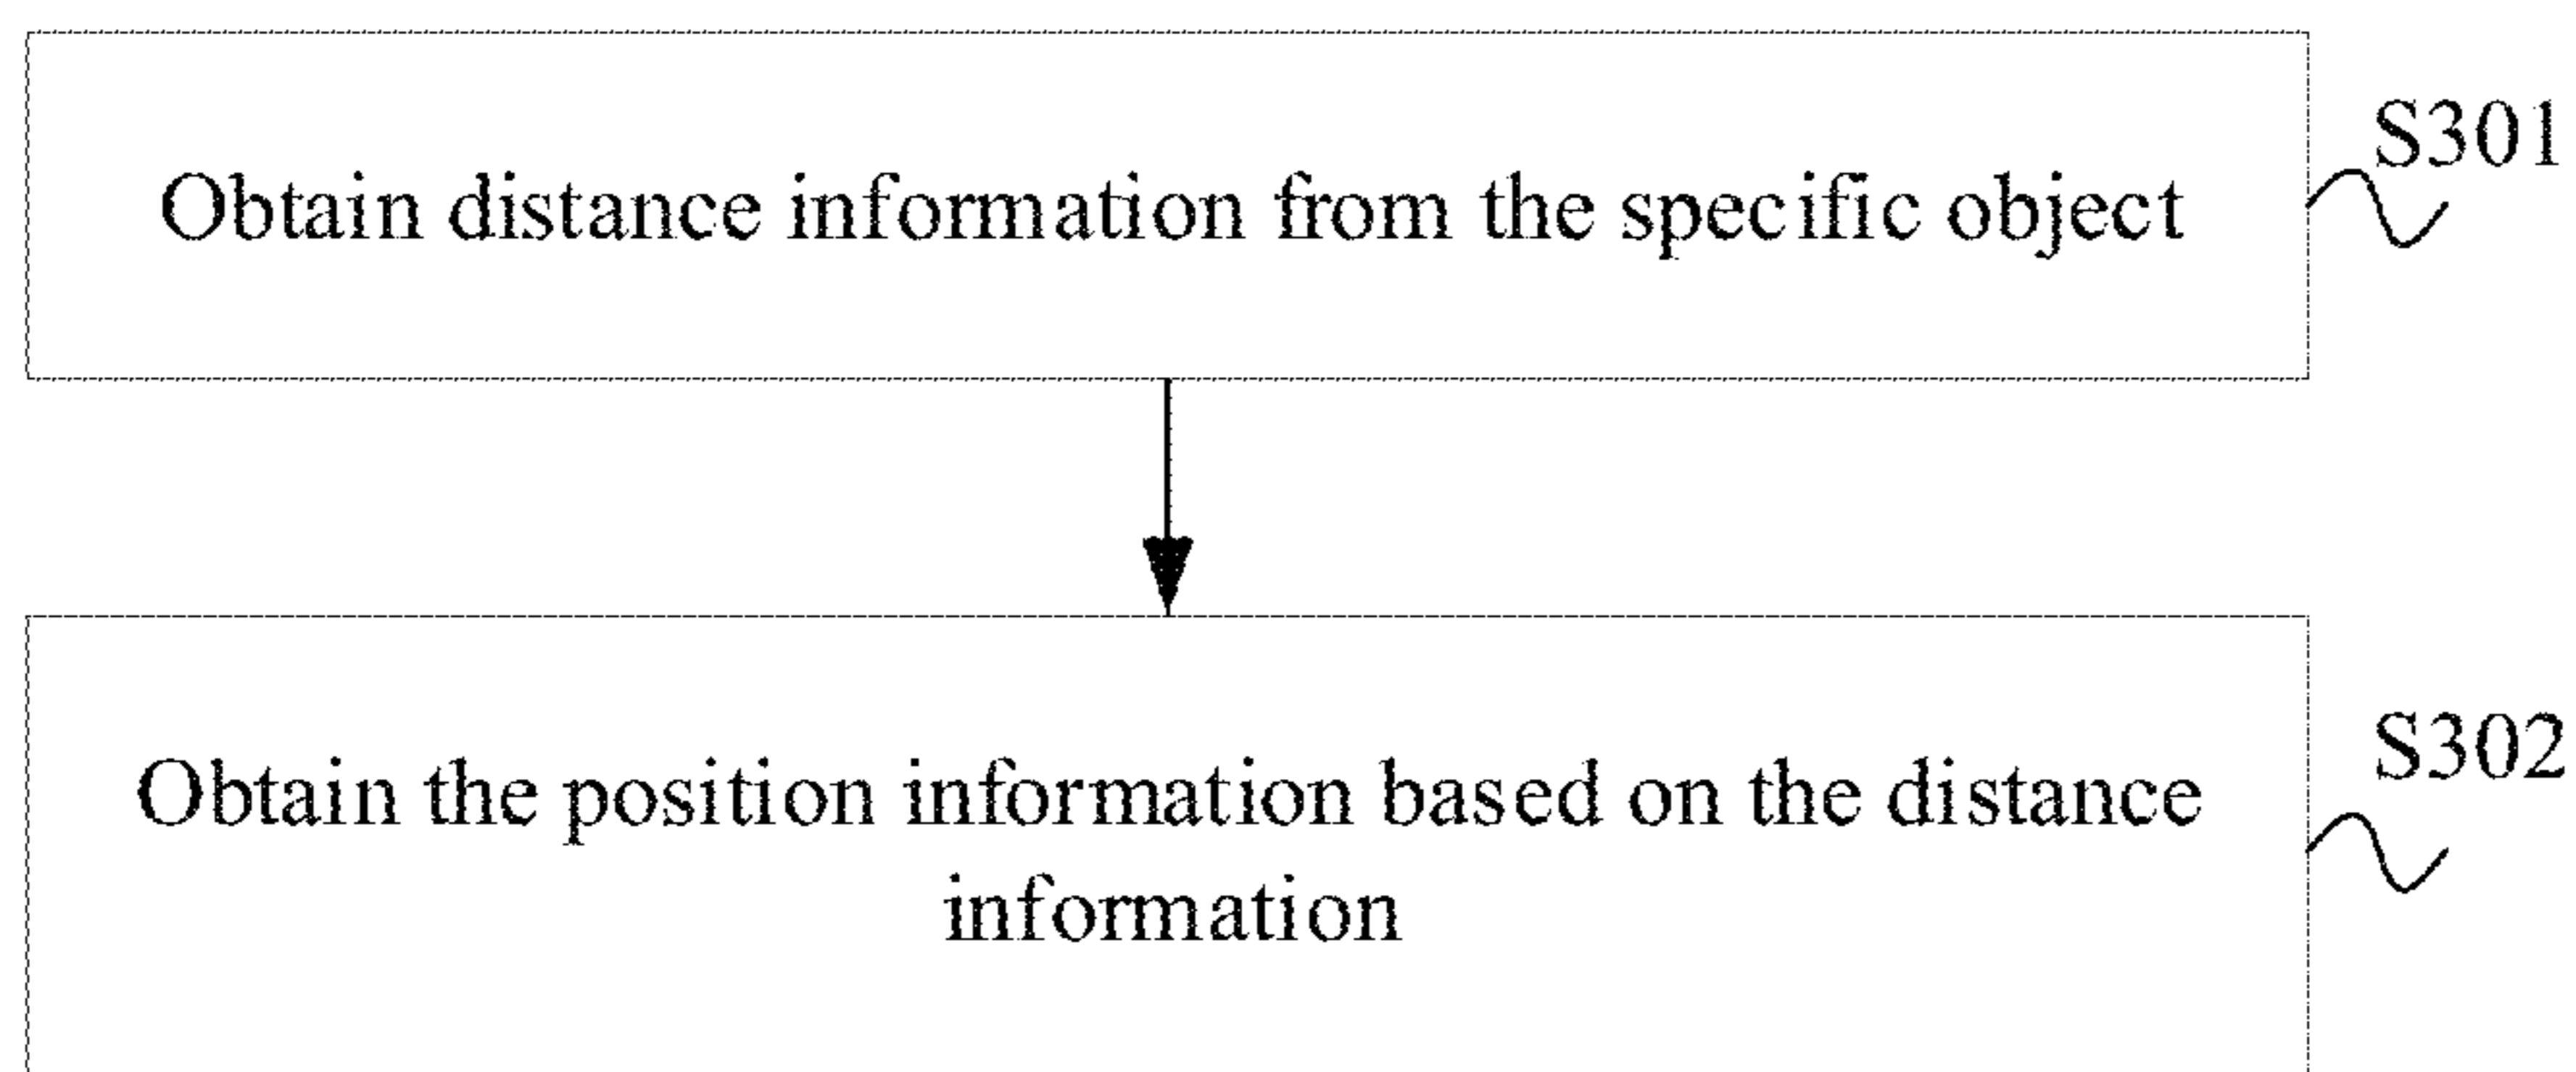 Obtain distance information from the specific object
S301
Obtain the position information based on the distance
information
S302